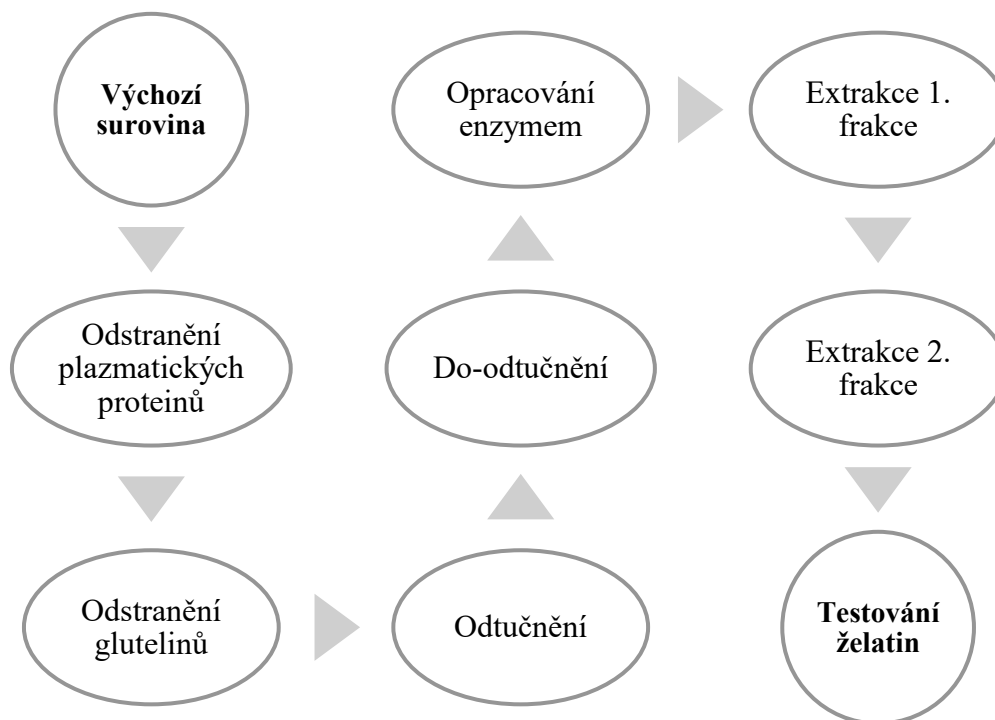 Výchozí
surovina
Odstranění
plazmatických
proteinů
Odstranění
glutelinů
Odtučnění
Do-odtučnění
Opracování
enzymem
Extrakce 1.
frakce
Extrakce 2.
frakce
Testování
želatin